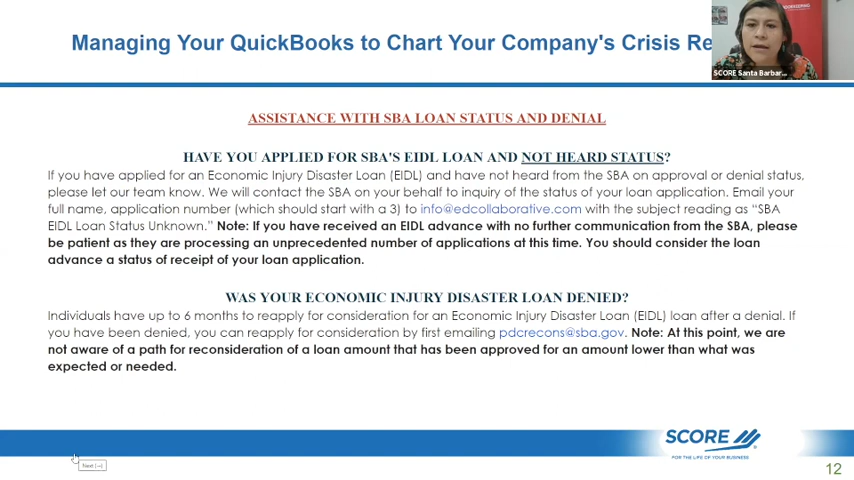 Managing Your QuickBooks to Chart Your Company's Crisis Re
SCORE Santa Barbar...
ASSISTANCE WITH SBA LOAN STATUS AND DENIAL
HAVE YOU APPLIED FOR SBA'S EIDL LOAN AND NOT HEARD STATUS?
If you have applied for an Economic Injury Disaster Loan (EIDL) and have not heard from the SBA on approval or denial status,
please let our team know. We will contact the SBA on your behalf to inquiry of the status of your loan application. Email your
full name, application number (which should start with a 3) to info@edcollaborative.com with the subject reading as “SBA
EIDL Loan Status Unknown.” Note: If you have received an EIDL advance with no further communication from the SBA, please
be patient as they are processing an unprecedented number of applications at this time. You should consider the loan
advance a status of receipt of your loan application.
WAS YOUR ECONOMIC INJURY DISASTER LOAN DENIED?
Individuals have up to 6 months to reapply for consideration for an Economic Injury Disaster Loan (EIDL) loan after a denial. If
you have been denied, you can reapply for consideration by first emailing pdcrecons@sba.gov. Note: At this point, we are
not aware of a path for reconsideration of a loan amount that has been approved for an amount lower than what was
expected or needed.
SCORE
FOR THE LIFE OF YOUR BUSINESS
Next (→)
12